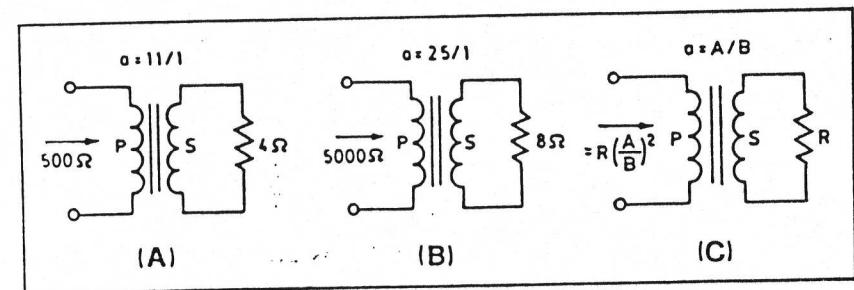 a = 11/1
500Ω
P
S
4Ω
(A)
a = 25/1
5000Ω
P
S
8Ω
(B)
a = A/B
= R(A/B)²
P
S
R
(C)